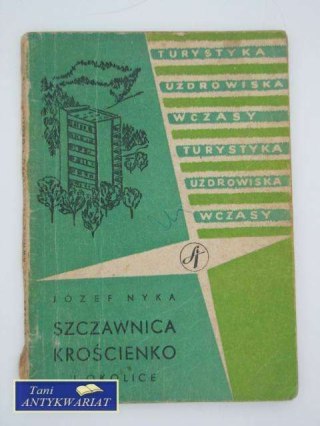 TURYSTYKA
UZDROWISKA
WCZASY
TURYSTYKA
UZDROWISKA
WCZASY
JÓZEF NYKA
SZCZAWNICA
KROŚCIENKO
I OKOLICE
Tani
ANTYKWARIAT